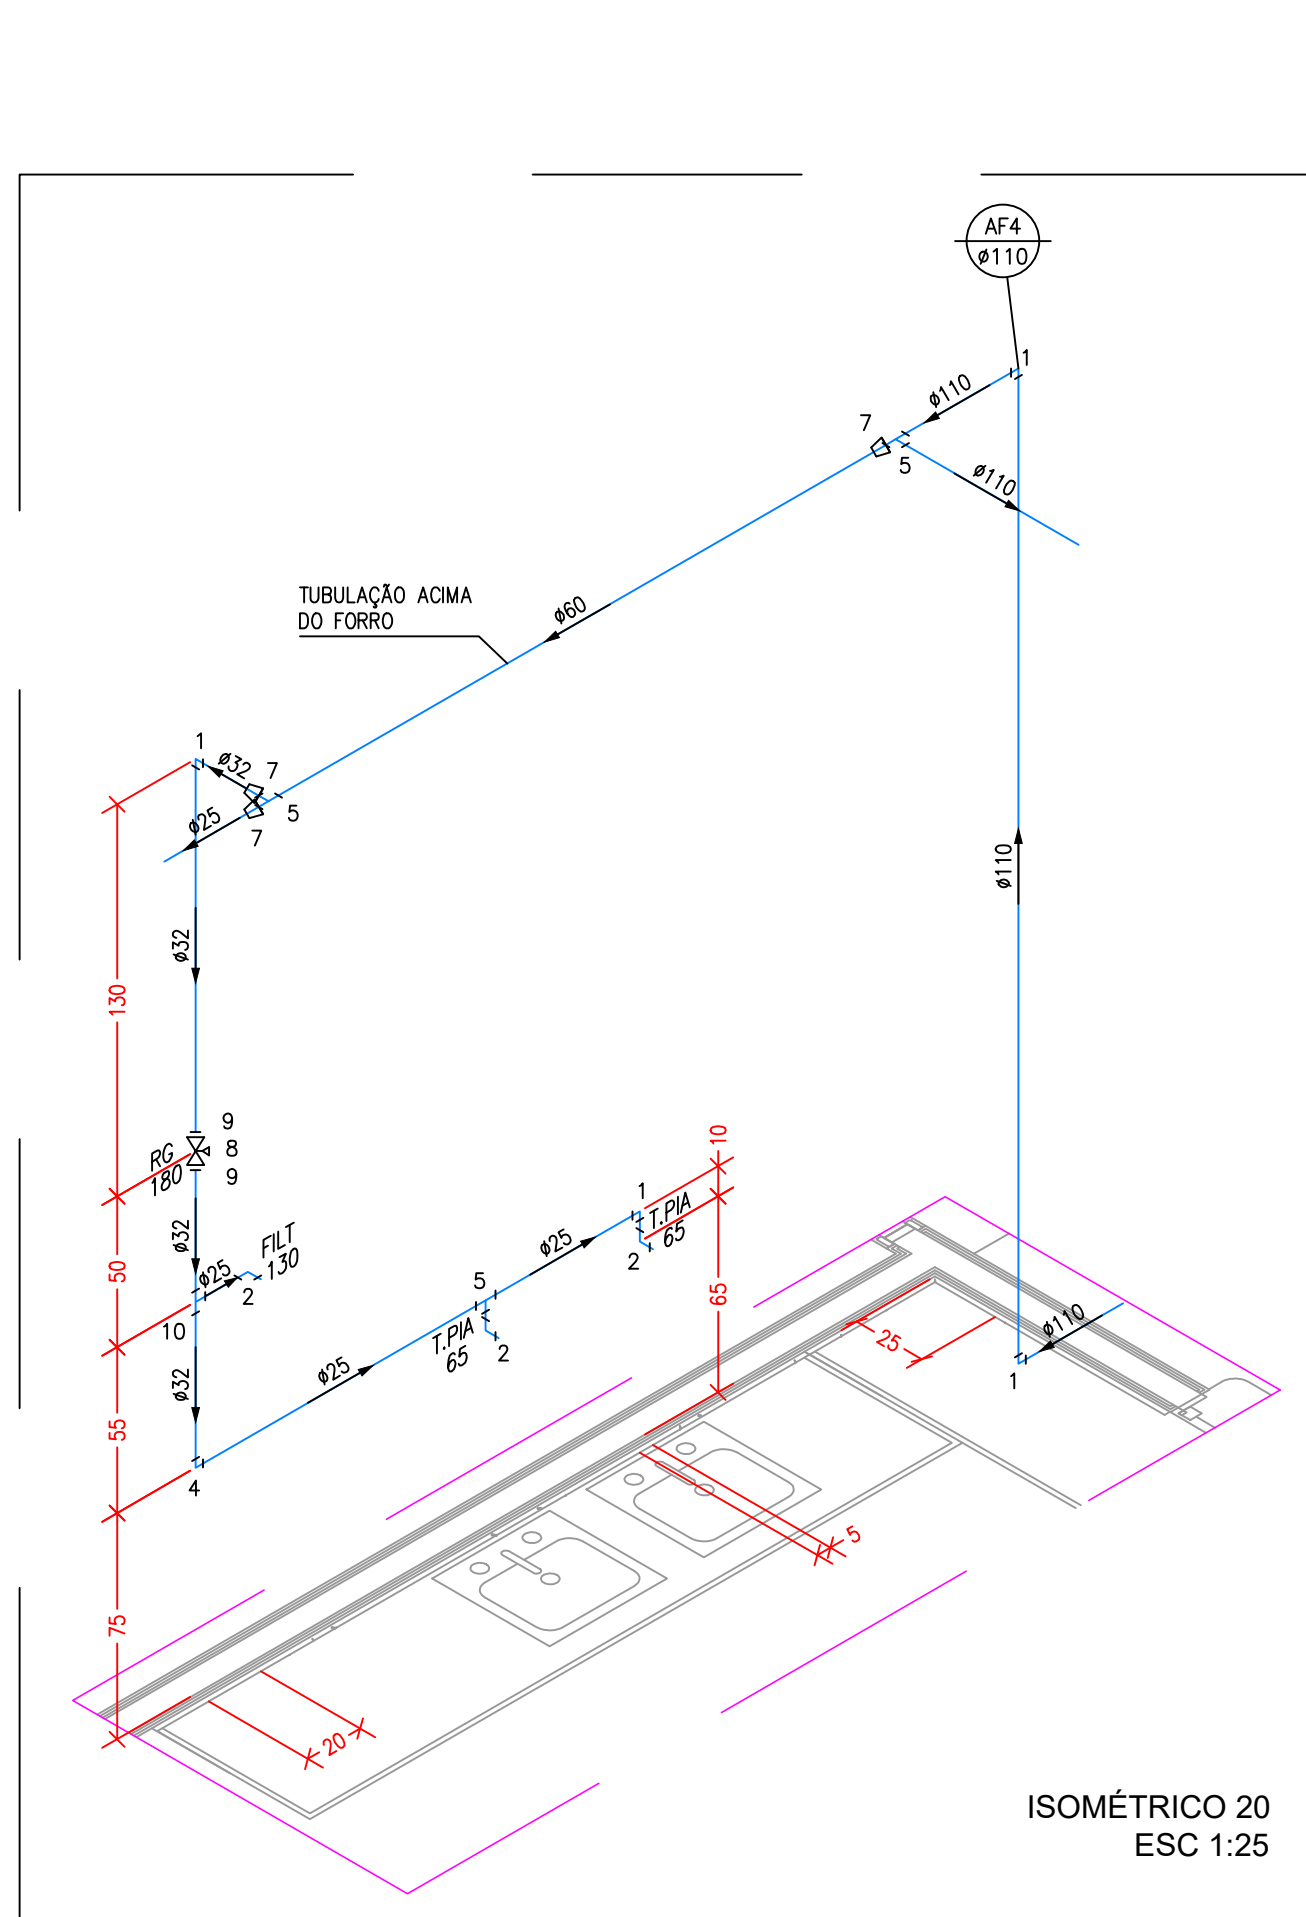 AF4
ø110
1
ø110
7
5
ø110
TUBULAÇÃO ACIMA
DO FORRO
ø60
1
ø32
7
5
ø25
7
ø110
ø32
130
9
8
9
RG
180
10
1
T.PIA
65
2
ø32
FILT
130
ø25
2
50
10
ø25
5
T.PIA
65
2
65
ø25
ø32
55
4
25
ø110
1
5
75
20
ISOMÉTRICO 20
ESC 1:25